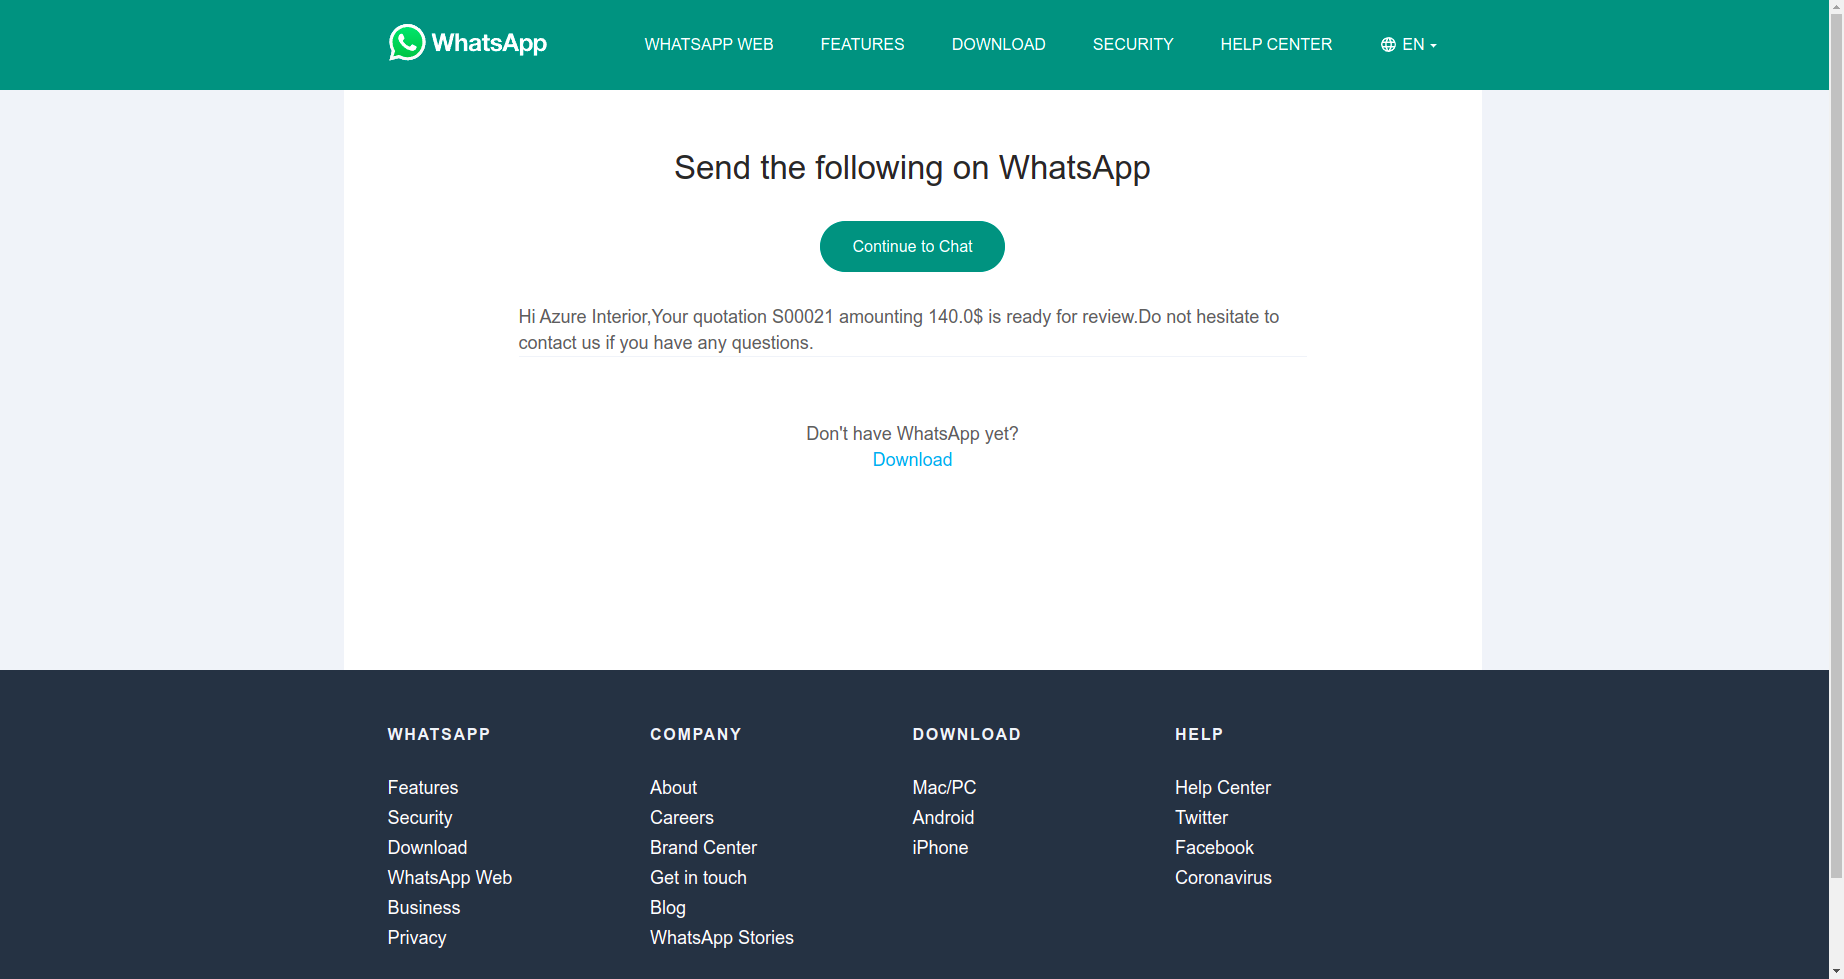 WhatsApp
WHATSAPP WEB
FEATURES
DOWNLOAD
SECURITY
HELP CENTER
EN
Send the following on WhatsApp
Continue to Chat
Hi Azure Interior,Your quotation S00021 amounting 140.0$ is ready for review.Do not hesitate to
contact us if you have any questions.
Don't have WhatsApp yet?
Download
WHATSAPP
Features
Security
Download
WhatsApp Web
Business
Privacy
COMPANY
About
Careers
Brand Center
Get in touch
Blog
WhatsApp Stories
DOWNLOAD
Mac/PC
Android
iPhone
HELP
Help Center
Twitter
Facebook
Coronavirus